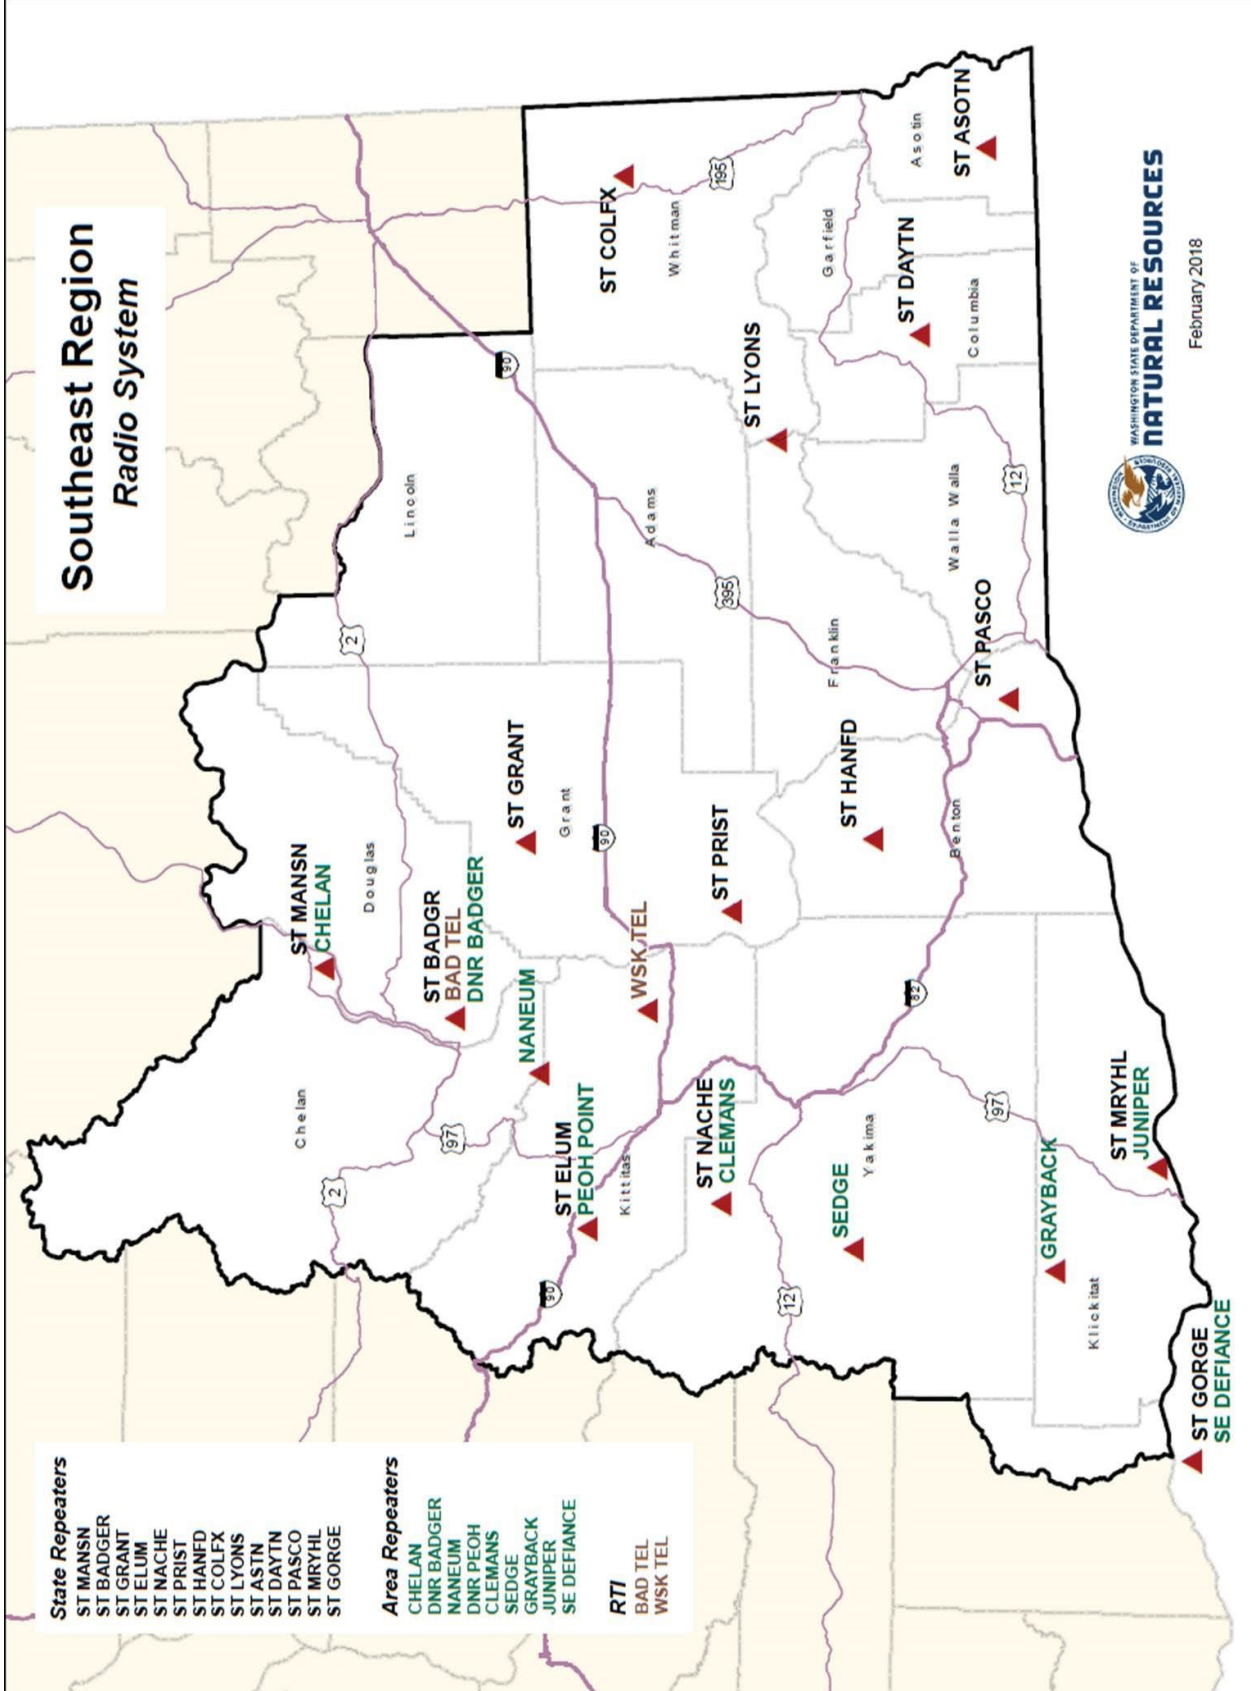 Southeast Region
Radio System
State Repeaters
ST MANSN
ST BADGER
ST GRANT
ST ELUM
ST NACHE
ST PRIST
ST HANFD
ST COLFX
ST LYONS
ST ASTN
ST DAYTN
ST PASCO
ST MRYHL
ST GORGE
Area Repeaters
CHELAN
DNR BADGER
NANEUM
DNR PEOH
CLEMANS
SEDGE
GRAYBACK
JUNIPER
SE DEFIANCE
RTI
BAD TEL
WSK TEL
2
Chelan
ST MANSN
CHELAN
Douglas
2
Lincoln
97
ST BADGR
BAD TEL
DNR BADGER
ST GRANT
Grant
90
NANEUM
90
ST ELUM
PEOH POINT
Kittitas
WSK TEL
90
Adams
ST COLFX
Whitman
195
ST NACHE
CLEMANS
ST PRIST
395
ST LYONS
12
SEDGE
Yakima
82
ST HANFD
Franklin
Garfield
ST DAYTN
Columbia
Asotin
ST ASOTN
Benton
Walla Walla
12
ST PASCO
97
GRAYBACK
Klickitat
ST MRYHL
JUNIPER
ST GORGE
SE DEFIANCE
WASHINGTON STATE DEPARTMENT OF
NATURAL RESOURCES
February 2018